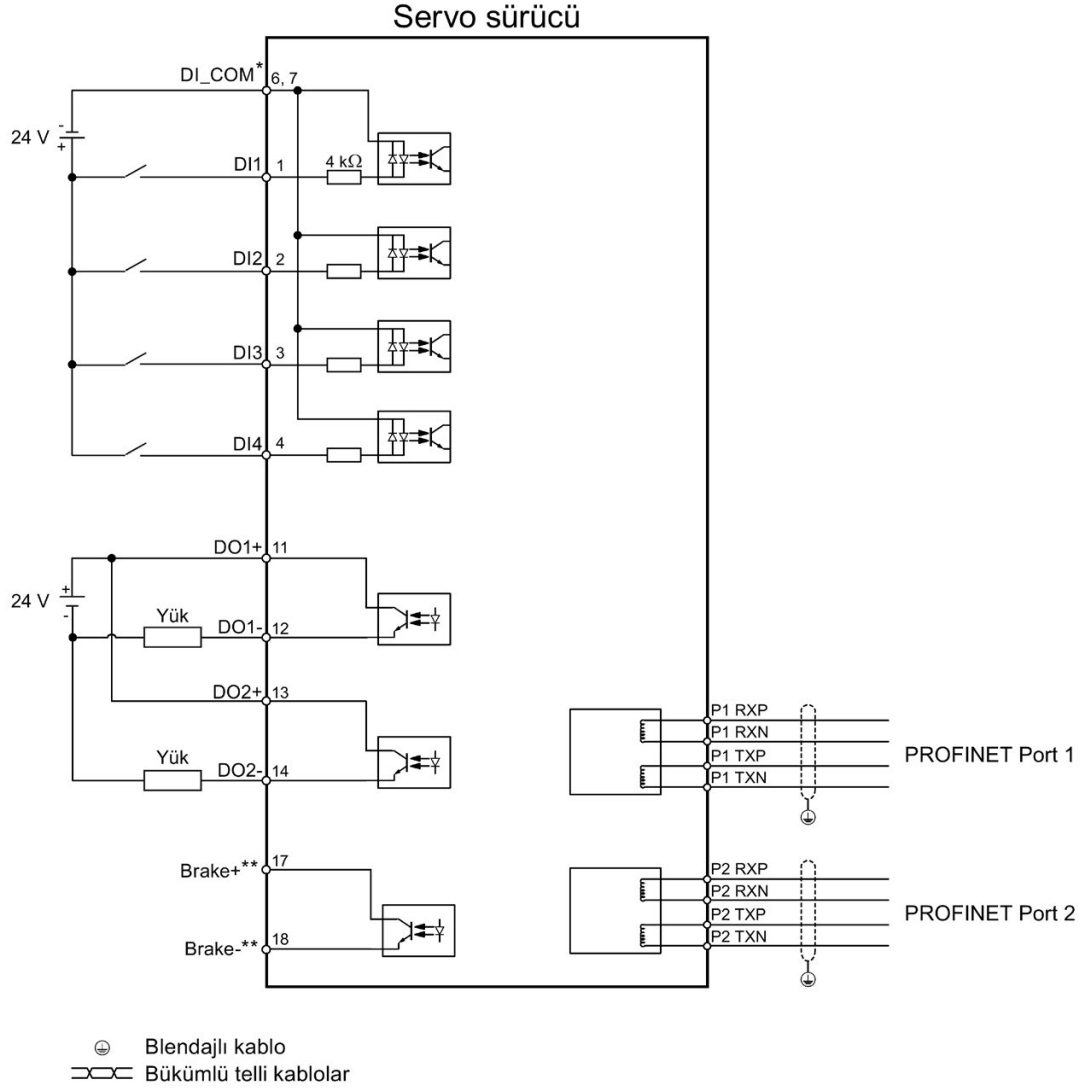 Servo sürücü
DI_COM* 6, 7
24 V - +
DI1 1 4 kΩ
DI2 2
DI3 3
DI4 4
DO1+ 11
24 V + -
Yük DO1- 12
DO2+ 13
Yük DO2- 14
P1 RXP
P1 RXN
P1 TXP
P1 TXN
PROFINET Port 1
Brake+** 17
Brake-** 18
P2 RXP
P2 RXN
P2 TXP
P2 TXN
PROFINET Port 2
Blendajlı kablo
Bükümlü telli kablolar